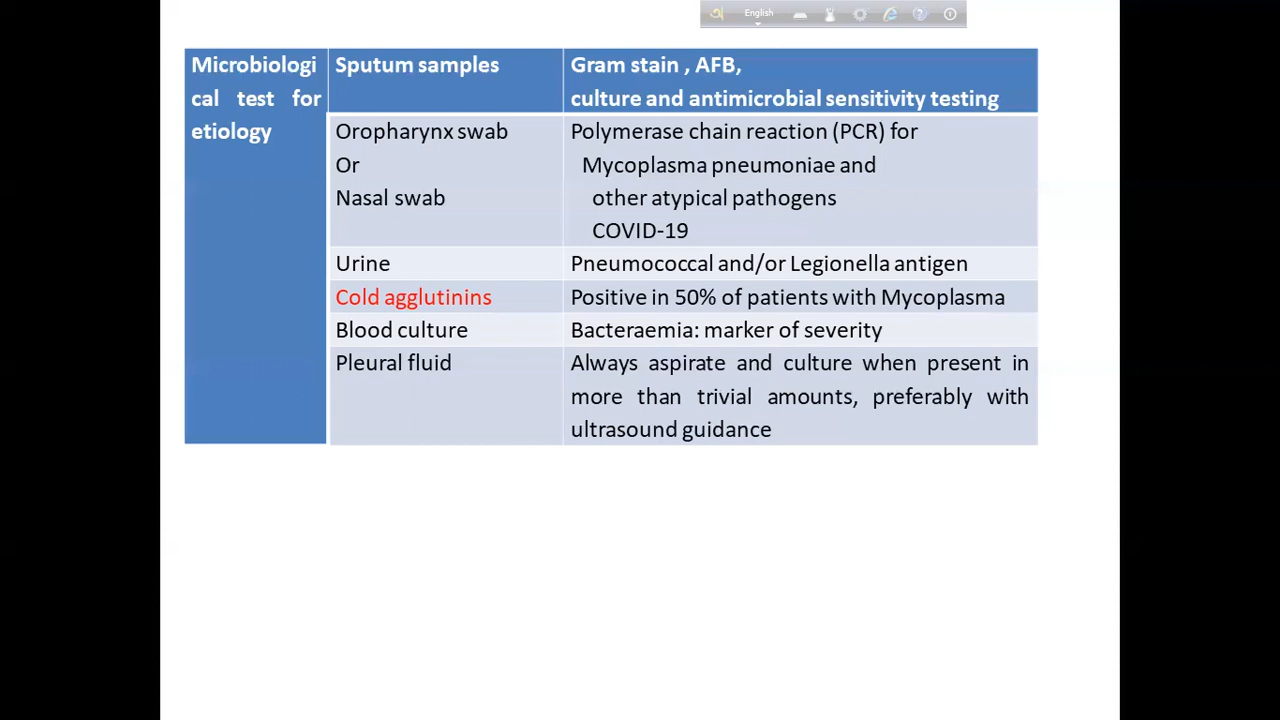 English
Microbiologi
cal test for
etiology
Sputum samples
Gram stain , AFB,
culture and antimicrobial sensitivity testing
Oropharynx swab
Or
Nasal swab
Polymerase chain reaction (PCR) for
Mycoplasma pneumoniae and
other atypical pathogens
COVID-19
Urine
Pneumococcal and/or Legionella antigen
Cold agglutinins
Positive in 50% of patients with Mycoplasma
Blood culture
Bacteraemia: marker of severity
Pleural fluid
Always aspirate and culture when present in
more than trivial amounts, preferably with
ultrasound guidance